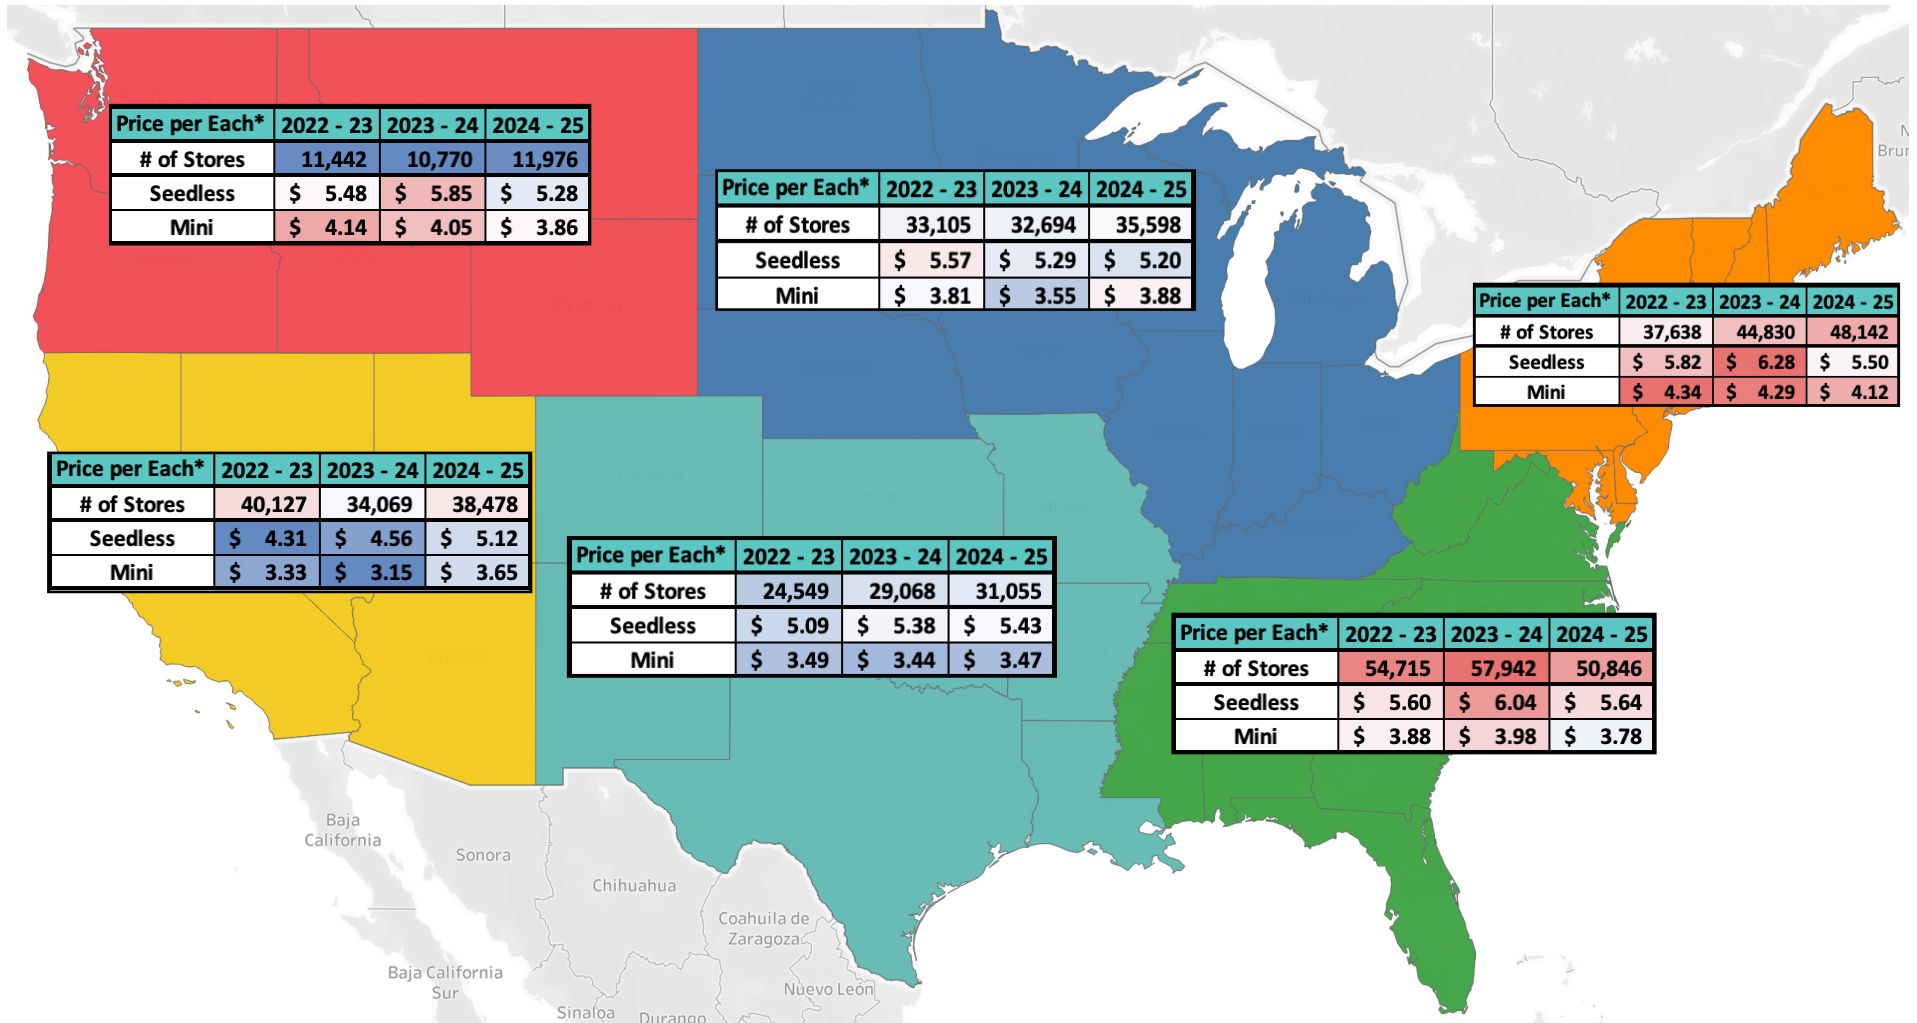 Price per Each* 2022 - 23 2023 - 24 2024 - 25
# of Stores 11,442 10,770 11,976
Seedless $ 5.48 $ 5.85 $ 5.28
Mini $ 4.14 $ 4.05 $ 3.86
Price per Each* 2022 - 23 2023 - 24 2024 - 25
# of Stores 33,105 32,694 35,598
Seedless $ 5.57 $ 5.29 $ 5.20
Mini $ 3.81 $ 3.55 $ 3.88
Price per Each* 2022 - 23 2023 - 24 2024 - 25
# of Stores 37,638 44,830 48,142
Seedless $ 5.82 $ 6.28 $ 5.50
Mini $ 4.34 $ 4.29 $ 4.12
Price per Each* 2022 - 23 2023 - 24 2024 - 25
# of Stores 40,127 34,069 38,478
Seedless $ 4.31 $ 4.56 $ 5.12
Mini $ 3.33 $ 3.15 $ 3.65
Price per Each* 2022 - 23 2023 - 24 2024 - 25
# of Stores 24,549 29,068 31,055
Seedless $ 5.09 $ 5.38 $ 5.43
Mini $ 3.49 $ 3.44 $ 3.47
Price per Each* 2022 - 23 2023 - 24 2024 - 25
# of Stores 54,715 57,942 50,846
Seedless $ 5.60 $ 6.04 $ 5.64
Mini $ 3.88 $ 3.98 $ 3.78
Oregon
Wyoming
Michigan
Colorado
Kansas
Arizona
Baja
California
Sonora
Chihuahua
Coahuila de
Zaragoza
Baja California
Sur
Nuevo León
Sinaloa
Durango